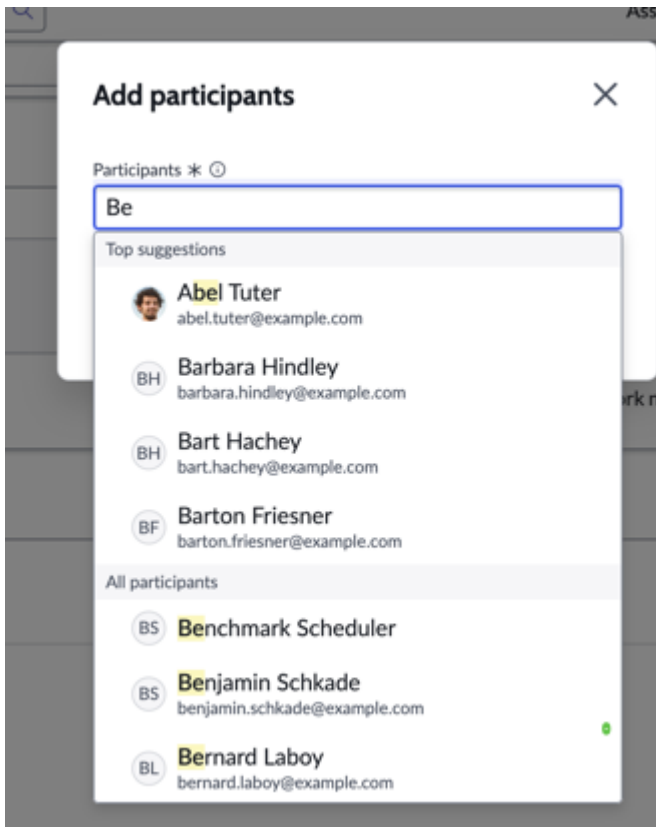 Ass
Add participants
Participants *
Be
Top suggestions
Abel Tuter
abel.tuter@example.com
BH
Barbara Hindley
barbara.hindley@example.com
ork n
BH
Bart Hachey
bart.hachey@example.com
BF
Barton Friesner
barton.friesner@example.com
All participants
BS
Benchmark Scheduler
BS
Benjamin Schkade
benjamin.schkade@example.com
BL
Bernard Laboy
bernard.laboy@example.com